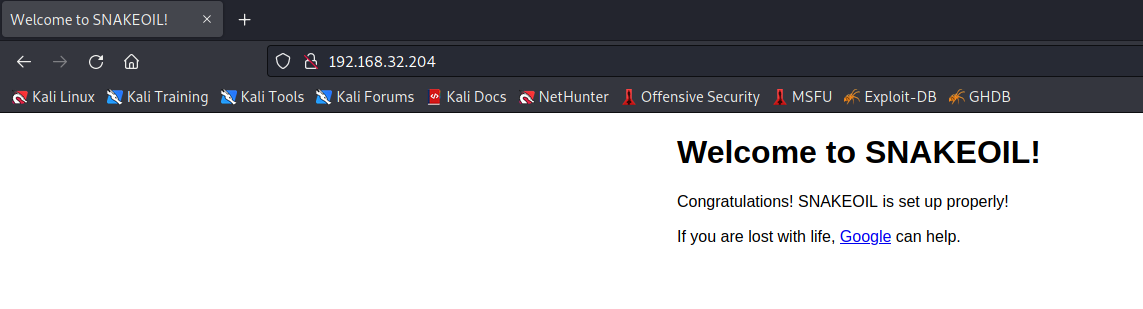 Welcome to SNAKEOIL!
192.168.32.204
Kali Linux Kali Training Kali Tools Kali Forums Kali Docs NetHunter Offensive Security MSFU Exploit-DB GHDB
Welcome to SNAKEOIL!
Congratulations! SNAKEOIL is set up properly!
If you are lost with life, Google can help.